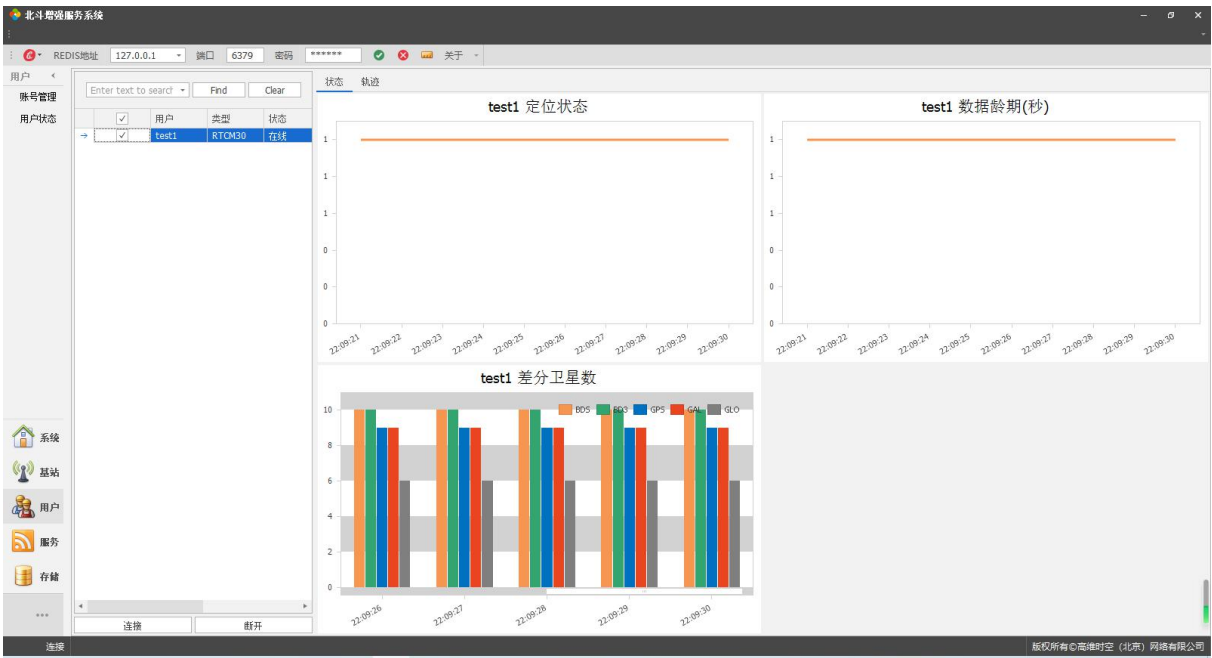 北斗增强服务系统
REDIS地址 127.0.0.1 端口 6379 密码 ****** 关于
用户
账号管理
用户状态
Enter text to search Find Clear
用户 类型 状态
test1 RTCM30 在线
状态 轨迹
test1 定位状态
1
1
1
0
0
0
22:09:21 22:09:22 22:09:23 22:09:24 22:09:25 22:09:26 22:09:27 22:09:28 22:09:29 22:09:30
test1 数据龄期(秒)
1
1
1
0
0
0
22:09:21 22:09:22 22:09:23 22:09:24 22:09:25 22:09:26 22:09:27 22:09:28 22:09:29 22:09:30
test1 差分卫星数
BDS BD3 GPS GAL GLO
10
8
6
4
2
0
22:09:26 22:09:27 22:09:28 22:09:29 22:09:30
系统
基站
用户
服务
存储
连接 断开
连接
版权所有©高维时空(北京)网络有限公司